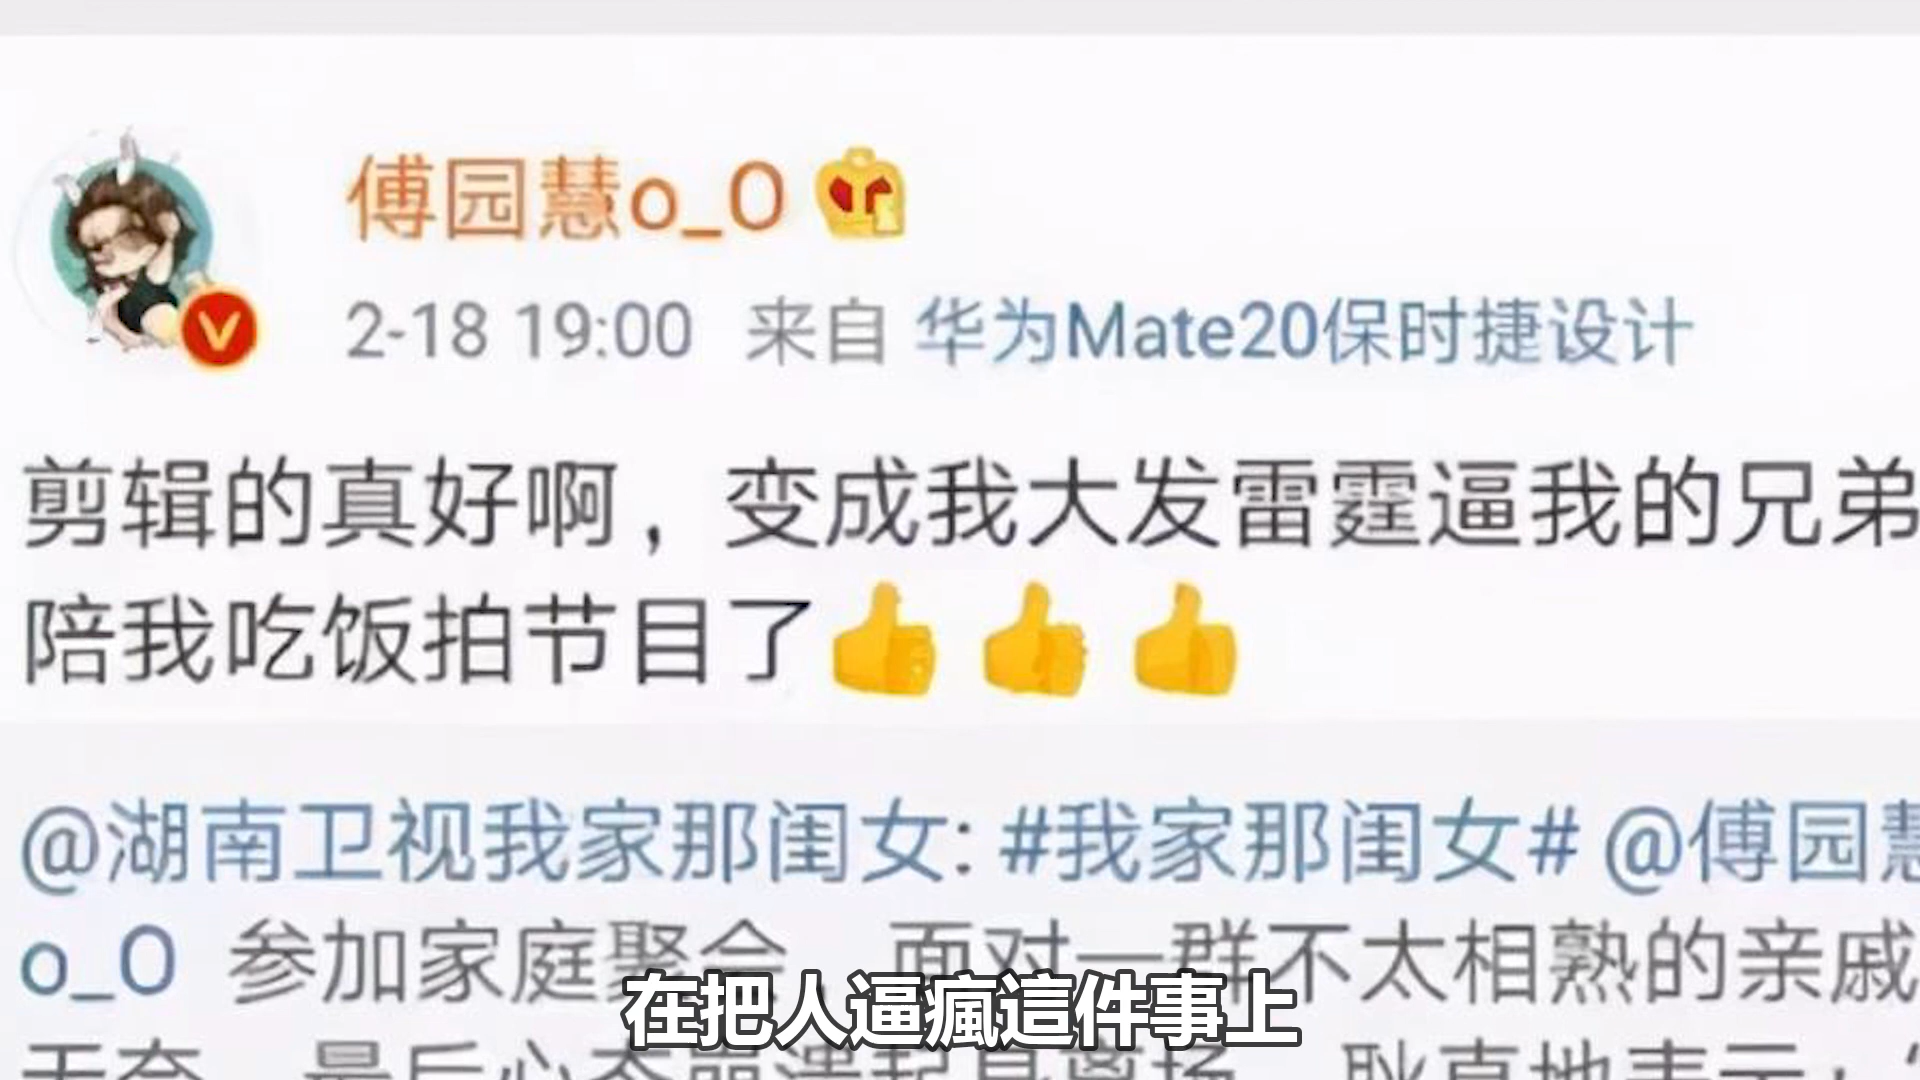 傅园慧o_O
2-18 19:00 来自 华为Mate20保时捷设计
剪辑的真好啊，变成我大发雷霆逼我的兄弟
陪我吃饭拍节目了
@湖南卫视我家那闺女: #我家那闺女# @傅园慧
o_O 参加家庭聚会，面对一群不太相熟的亲戚
在把人逼瘋這件事上